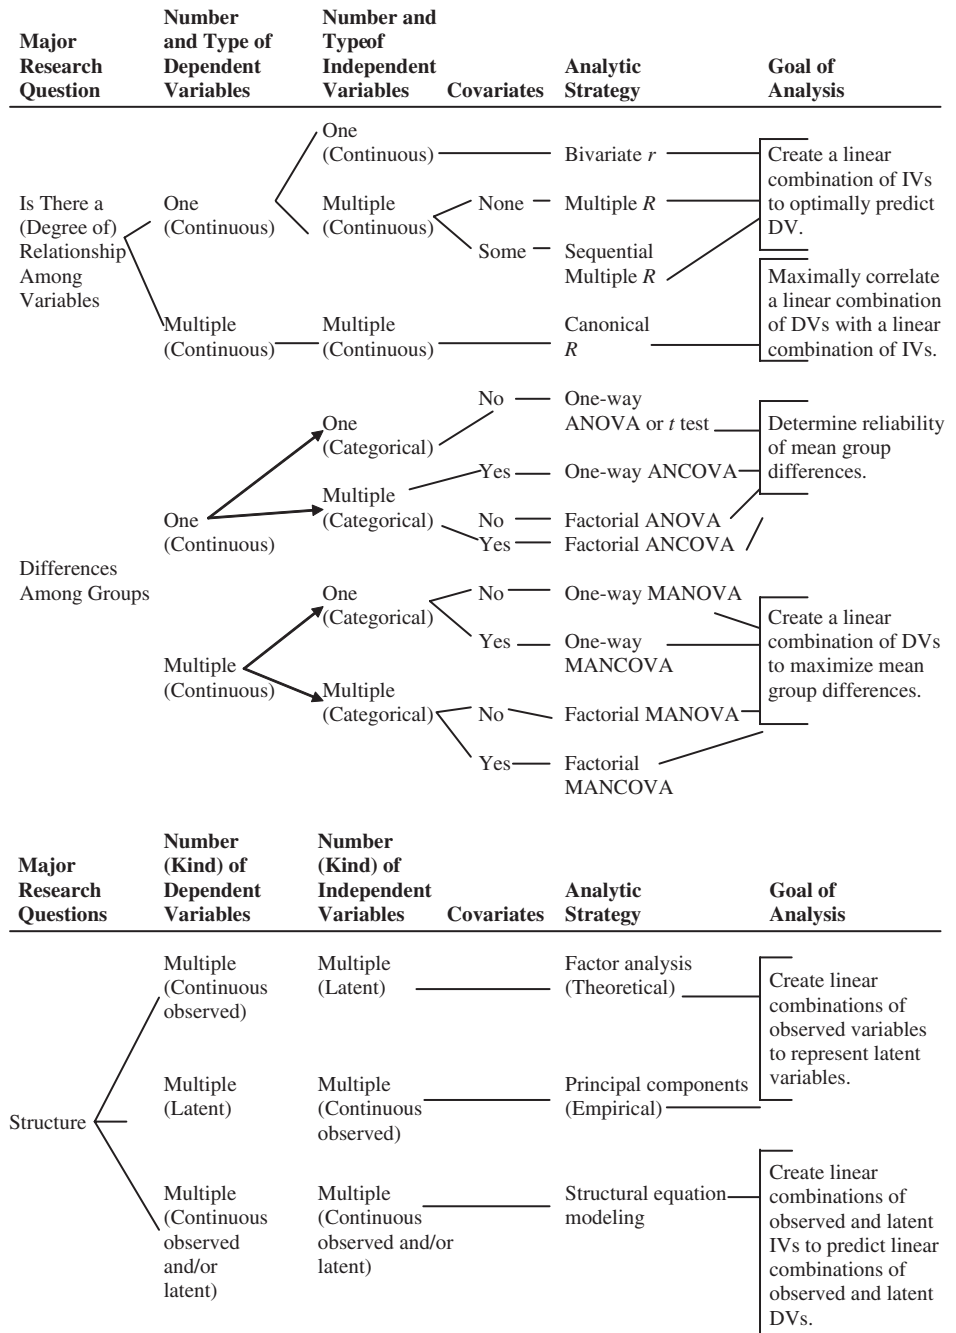 Major
Research
Question
Number
and Type of
Dependent
Variables
Number and
Typeof
Independent
Variables
Covariates
Analytic
Strategy
Goal of
Analysis
Is There a
(Degree of)
Relationship
Among
Variables
One
(Continuous)
One
(Continuous)
Bivariate r
Multiple
(Continuous)
None
Multiple R
Some
Sequential
Multiple R
Create a linear
combination of IVs
to optimally predict
DV.
Multiple
(Continuous)
Multiple
(Continuous)
Canonical
R
Maximally correlate
a linear combination
of DVs with a linear
combination of IVs.
Differences
Among Groups
One
(Continuous)
One
(Categorical)
No
One-way
ANOVA or t test
Yes
One-way ANCOVA
Multiple
(Categorical)
No
Factorial ANOVA
Yes
Factorial ANCOVA
Determine reliability
of mean group
differences.
Multiple
(Continuous)
One
(Categorical)
No
One-way MANOVA
Yes
One-way
MANCOVA
Multiple
(Categorical)
No
Factorial MANOVA
Yes
Factorial
MANCOVA
Create a linear
combination of DVs
to maximize mean
group differences.
Major
Research
Questions
Number
(Kind) of
Dependent
Variables
Number
(Kind) of
Independent
Variables
Covariates
Analytic
Strategy
Goal of
Analysis
Structure
Multiple
(Continuous
observed)
Multiple
(Latent)
Factor analysis
(Theoretical)
Create linear
combinations of
observed variables
to represent latent
variables.
Multiple
(Latent)
Multiple
(Continuous
observed)
Principal components
(Empirical)
Multiple
(Continuous
observed
and/or
latent)
Multiple
(Continuous
observed and/or
latent)
Structural equation
modeling
Create linear
combinations of
observed and latent
IVs to predict linear
combinations of
observed and latent
DVs.